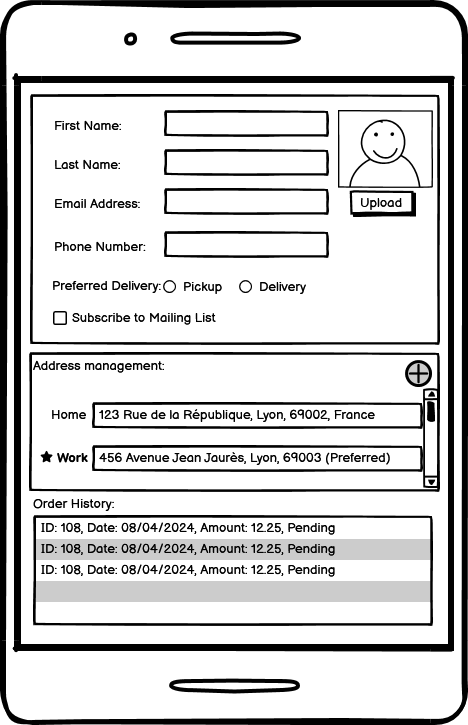 First Name:
Last Name:
Email Address:
Upload
Phone Number:
Preferred Delivery: Pickup Delivery
Subscribe to Mailing List
Address management:
Home 123 Rue de la République, Lyon, 69002, France
Work 456 Avenue Jean Jaurès, Lyon, 69003 (Preferred)
Order History:
ID: 108, Date: 08/04/2024, Amount: 12.25, Pending
ID: 108, Date: 08/04/2024, Amount: 12.25, Pending
ID: 108, Date: 08/04/2024, Amount: 12.25, Pending